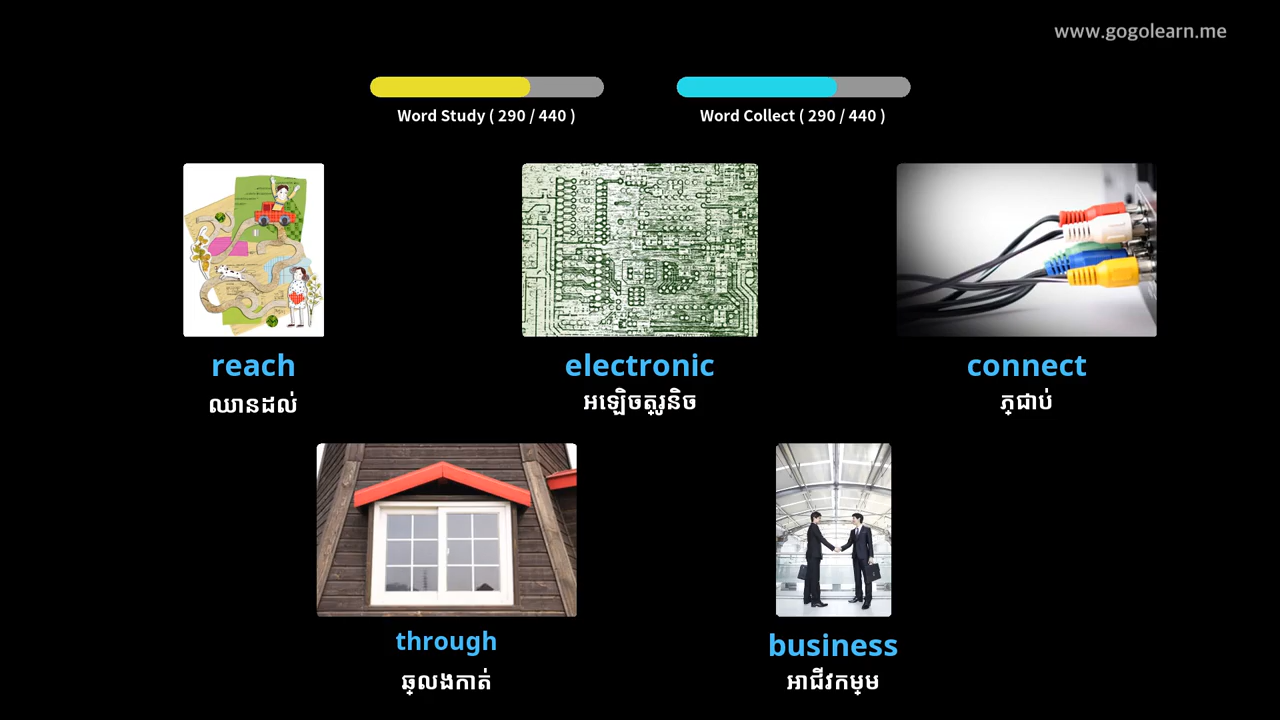 www.gogolearn.me
Word Study ( 290 / 440 )
Word Collect ( 290 / 440 )
reach
ឈានដល់
electronic
អេឡិចត្រូនិច
connect
ភ្ជាប់
through
ឆ្លងកាត់
business
អាជីវកម្ម